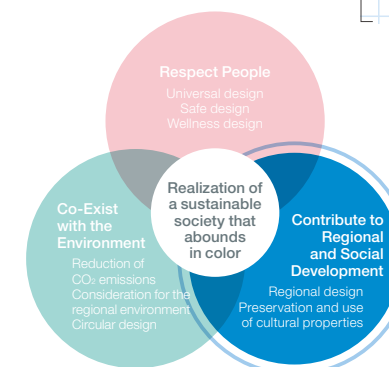 Respect People
Universal design
Safe design
Wellness design
Realization of
a sustainable
society that
abounds
in color
Co-Exist
with the
Environment
Reduction of
CO₂ emissions
Consideration for the
regional environment
Circular design
Contribute to
Regional
and Social
Development
Regional design
Preservation and use
of cultural properties